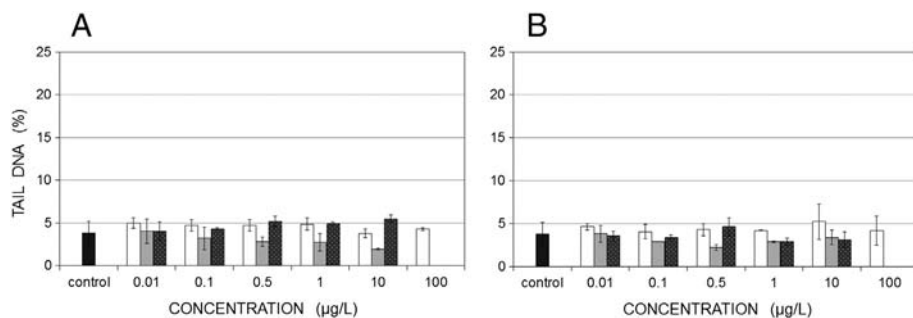 A
TAIL DNA (%)
25
20
15
10
5
0
control 0.01 0.1 0.5 1 10 100
CONCENTRATION (µg/L)
B
25
20
15
10
5
0
control 0.01 0.1 0.5 1 10 100
CONCENTRATION (µg/L)